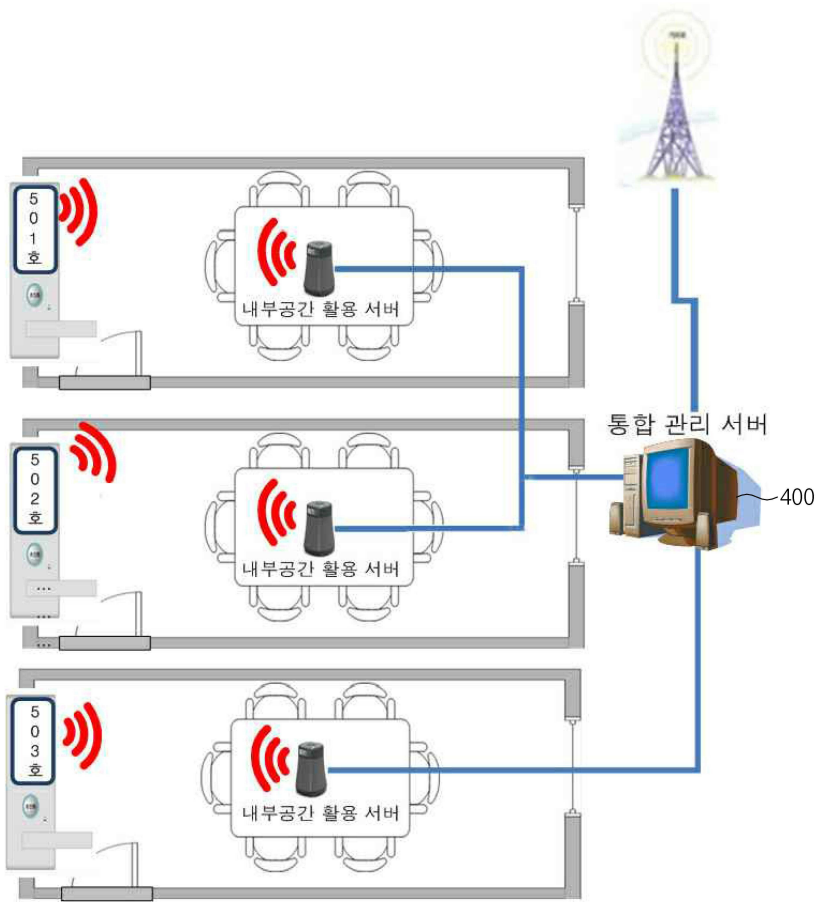 501호
내부공간 활용 서버
통합 관리 서버
400
502호
내부공간 활용 서버
503호
내부공간 활용 서버